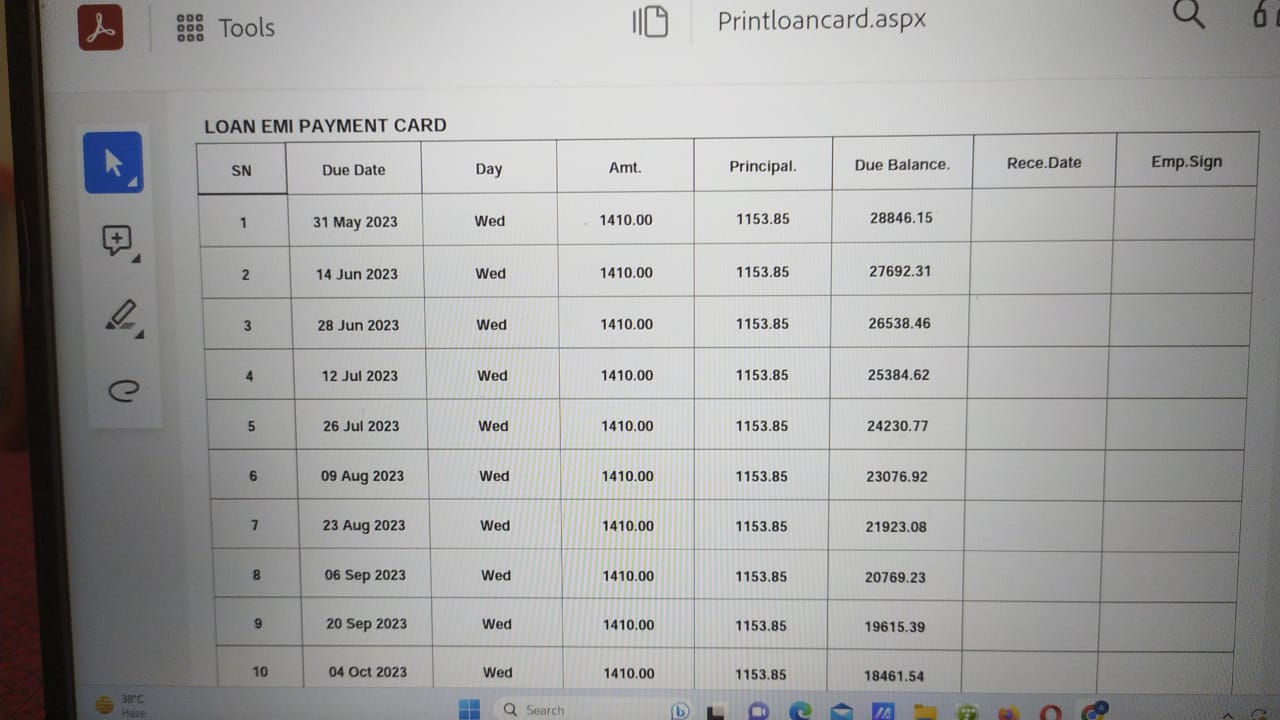 Tools
Printloancard.aspx
LOAN EMI PAYMENT CARD
SN Due Date Day Amt. Principal. Due Balance. Rece.Date Emp.Sign
1 31 May 2023 Wed 1410.00 1153.85 28846.15
2 14 Jun 2023 Wed 1410.00 1153.85 27692.31
3 28 Jun 2023 Wed 1410.00 1153.85 26538.46
4 12 Jul 2023 Wed 1410.00 1153.85 25384.62
5 26 Jul 2023 Wed 1410.00 1153.85 24230.77
6 09 Aug 2023 Wed 1410.00 1153.85 23076.92
7 23 Aug 2023 Wed 1410.00 1153.85 21923.08
8 06 Sep 2023 Wed 1410.00 1153.85 20769.23
9 20 Sep 2023 Wed 1410.00 1153.85 19615.39
10 04 Oct 2023 Wed 1410.00 1153.85 18461.54
38°C
Haze
Search